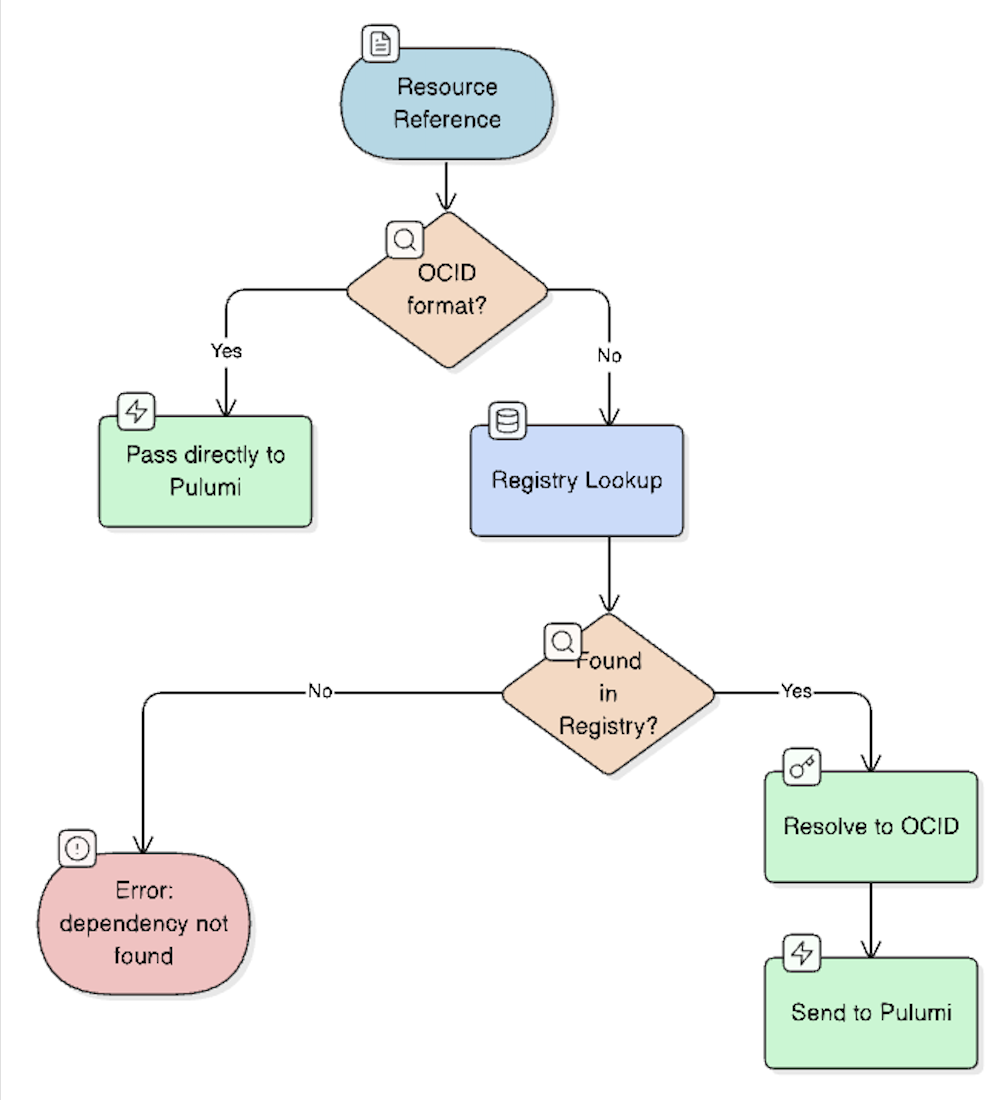 Resource
Reference
OCID
format?
Yes
No
Pass directly to
Pulumi
Registry Lookup
Found
in
Registry?
No
Yes
Resolve to OCID
Error:
dependency not
found
Send to Pulumi